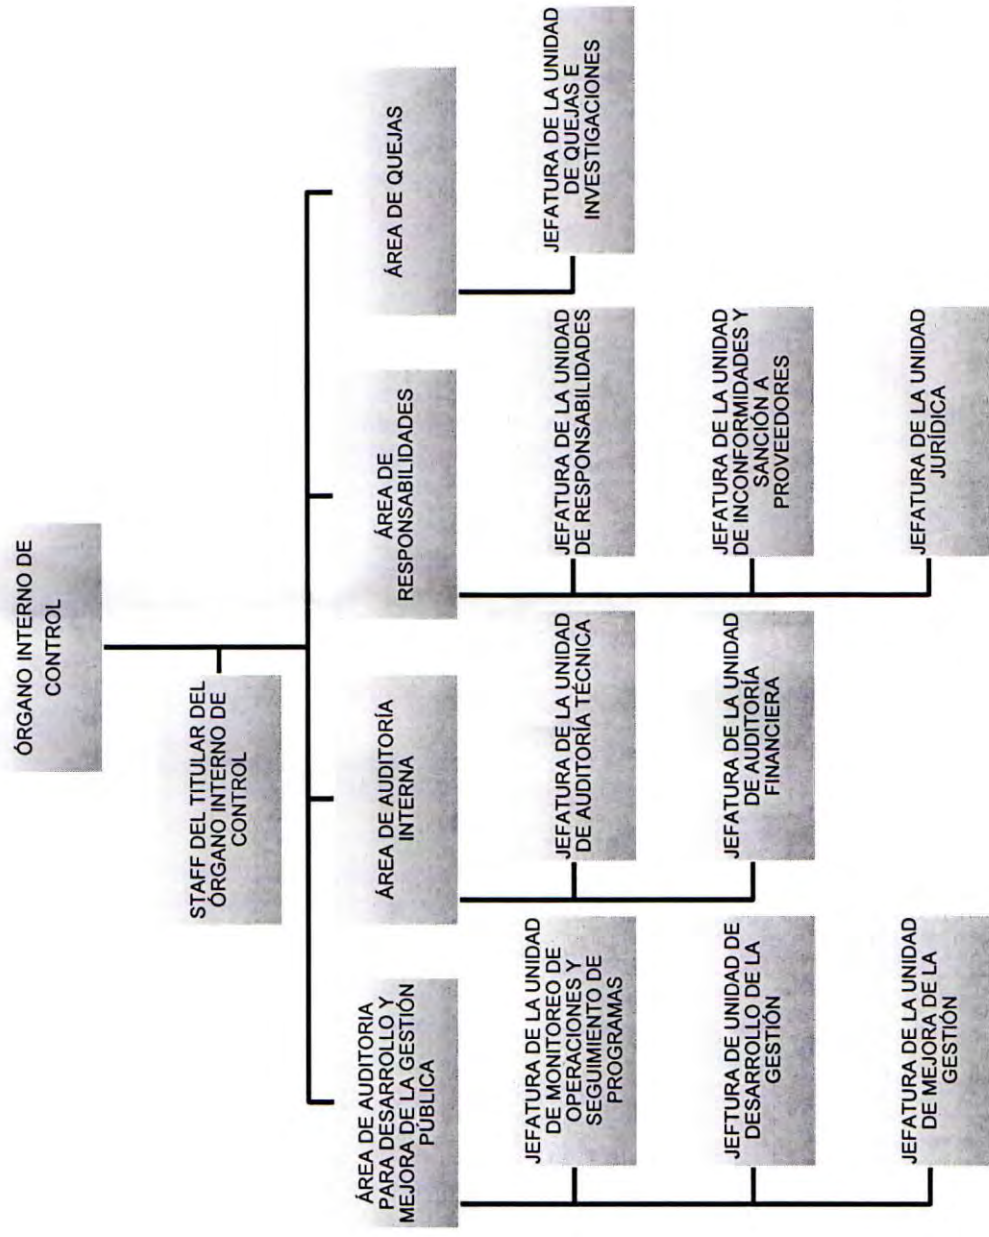 ÓRGANO INTERNO DE
CONTROL
STAFF DEL TITULAR DEL
ÓRGANO INTERNO DE
CONTROL
ÁREA DE AUDITORIA
PARA DESARROLLO Y
MEJORA DE LA GESTIÓN
PÚBLICA
JEFATURA DE LA UNIDAD
DE MONITOREO DE
OPERACIONES Y
SEGUIMIENTO DE
PROGRAMAS
JEFTURA DE UNIDAD DE
DESARROLLO DE LA
GESTIÓN
JEFATURA DE LA UNIDAD
DE MEJORA DE LA
GESTIÓN
ÁREA DE AUDITORÍA
INTERNA
JEFATURA DE LA UNIDAD
DE AUDITORÍA TÉCNICA
JEFATURA DE LA UNIDAD
DE AUDITORÍA
FINANCIERA
ÁREA DE
RESPONSABILIDADES
JEFATURA DE LA UNIDAD
DE RESPONSABILIDADES
JEFATURA DE LA UNIDAD
DE INCONFORMIDADES Y
SANCIÓN A
PROVEEDORES
JEFATURA DE LA UNIDAD
JURÍDICA
ÁREA DE QUEJAS
JEFATURA DE LA UNIDAD
DE QUEJAS E
INVESTIGACIONES